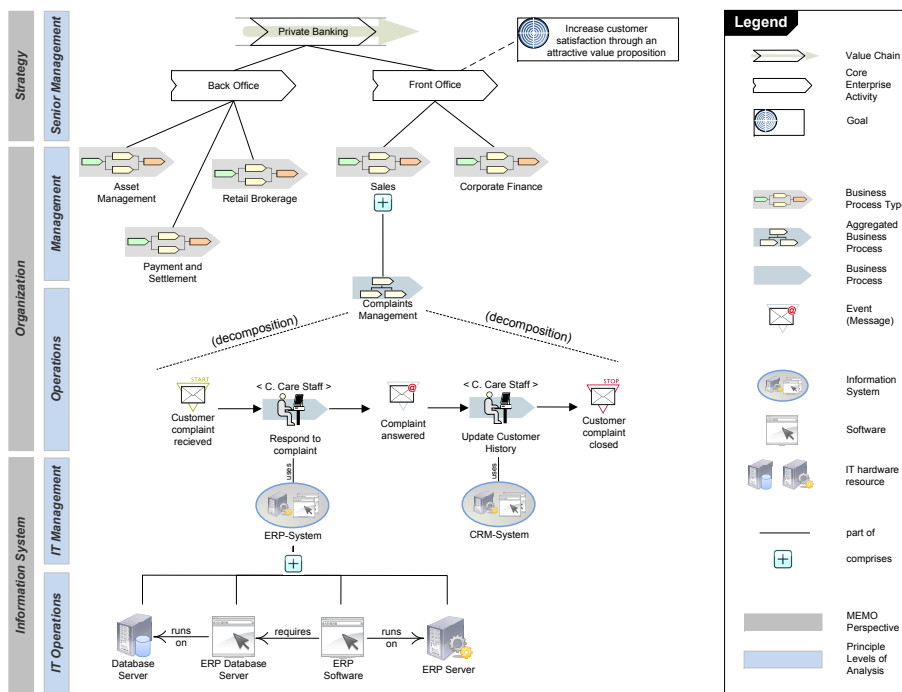 Strategy
Senior Management
Private Banking
Increase customer
satisfaction through an
attractive value proposition
Back Office
Front Office
Organization
Management
Asset
Management
Retail Brokerage
Sales
Corporate Finance
Payment and
Settlement
Complaints
Management
Operations
(decomposition)
(decomposition)
START
Customer
complaint
recieved
< C. Care Staff >
Respond to
complaint
@
Complaint
answered
< C. Care Staff >
Update Customer
History
STOP
Customer
complaint
closed
Information System
IT Management
uses
ERP-System
uses
CRM-System
IT Operations
Database
Server
runs
on
ERP Database
Server
requires
ERP
Software
runs
on
ERP Server
Legend
Value Chain
Core
Enterprise
Activity
Goal
Business
Process Type
Aggregated
Business
Process
Business
Process
@
Event
(Message)
Information
System
Software
IT hardware
resource
part of
comprises
MEMO
Perspective
Principle
Levels of
Analysis